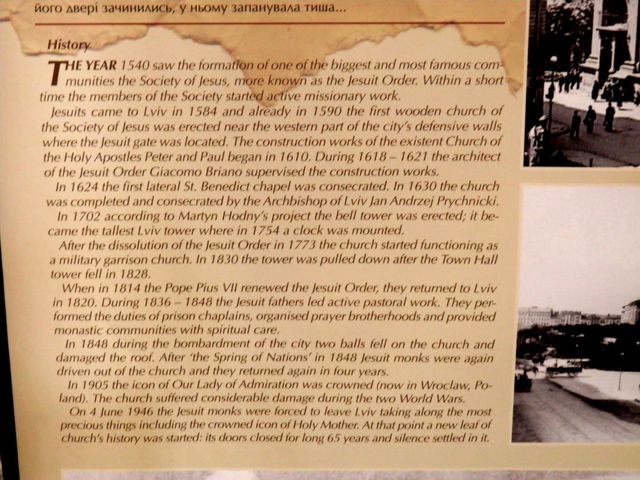 його двері зачинились, у ньому запанувала тиша...
History
THE YEAR 1540 saw the formation of one of the biggest and most famous com-
munities the Society of Jesus, more known as the Jesuit Order. Within a short
time the members of the Society started active missionary work.
Jesuits came to Lviv in 1584 and already in 1590 the first wooden church of
the Society of Jesus was erected near the western part of the city's defensive walls
where the Jesuit gate was located. The construction works of the existent Church of
the Holy Apostles Peter and Paul began in 1610. During 1618 – 1621 the architect
of the Jesuit Order Giacomo Briano supervised the construction works.
In 1624 the first lateral St. Benedict chapel was consecrated. In 1630 the church
was completed and consecrated by the Archbishop of Lviv Jan Andrzej Prychnicki.
In 1702 according to Martyn Hodny's project the bell tower was erected; it be-
came the tallest Lviv tower where in 1754 a clock was mounted.
After the dissolution of the Jesuit Order in 1773 the church started functioning as
a military garrison church. In 1830 the tower was pulled down after the Town Hall
tower fell in 1828.
When in 1814 the Pope Pius VII renewed the Jesuit Order, they returned to Lviv
in 1820. During 1836 – 1848 the Jesuit fathers led active pastoral work. They per-
formed the duties of prison chaplains, organised prayer brotherhoods and provided
monastic communities with spiritual care.
In 1848 during the bombardment of the city two balls fell on the church and
damaged the roof. After 'the Spring of Nations' in 1848 Jesuit monks were again
driven out of the church and they returned again in four years.
In 1905 the icon of Our Lady of Admiration was crowned (now in Wroclaw, Po-
land). The church suffered considerable damage during the two World Wars.
On 4 June 1946 the Jesuit monks were forced to leave Lviv taking along the most
precious things including the crowned icon of Holy Mother. At that point a new leaf of
church's history was started: its doors closed for long 65 years and silence settled in it.